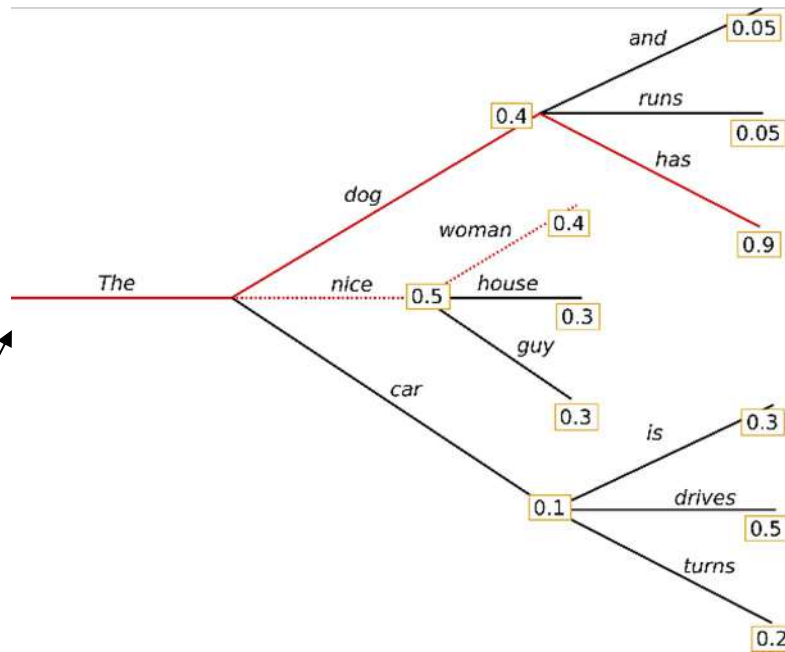 and
0.05
runs
0.4
0.05
has
dog
woman
0.4
0.9
The
nice
0.5
house
0.3
guy
car
0.3
is
0.3
drives
0.1
0.5
turns
0.2